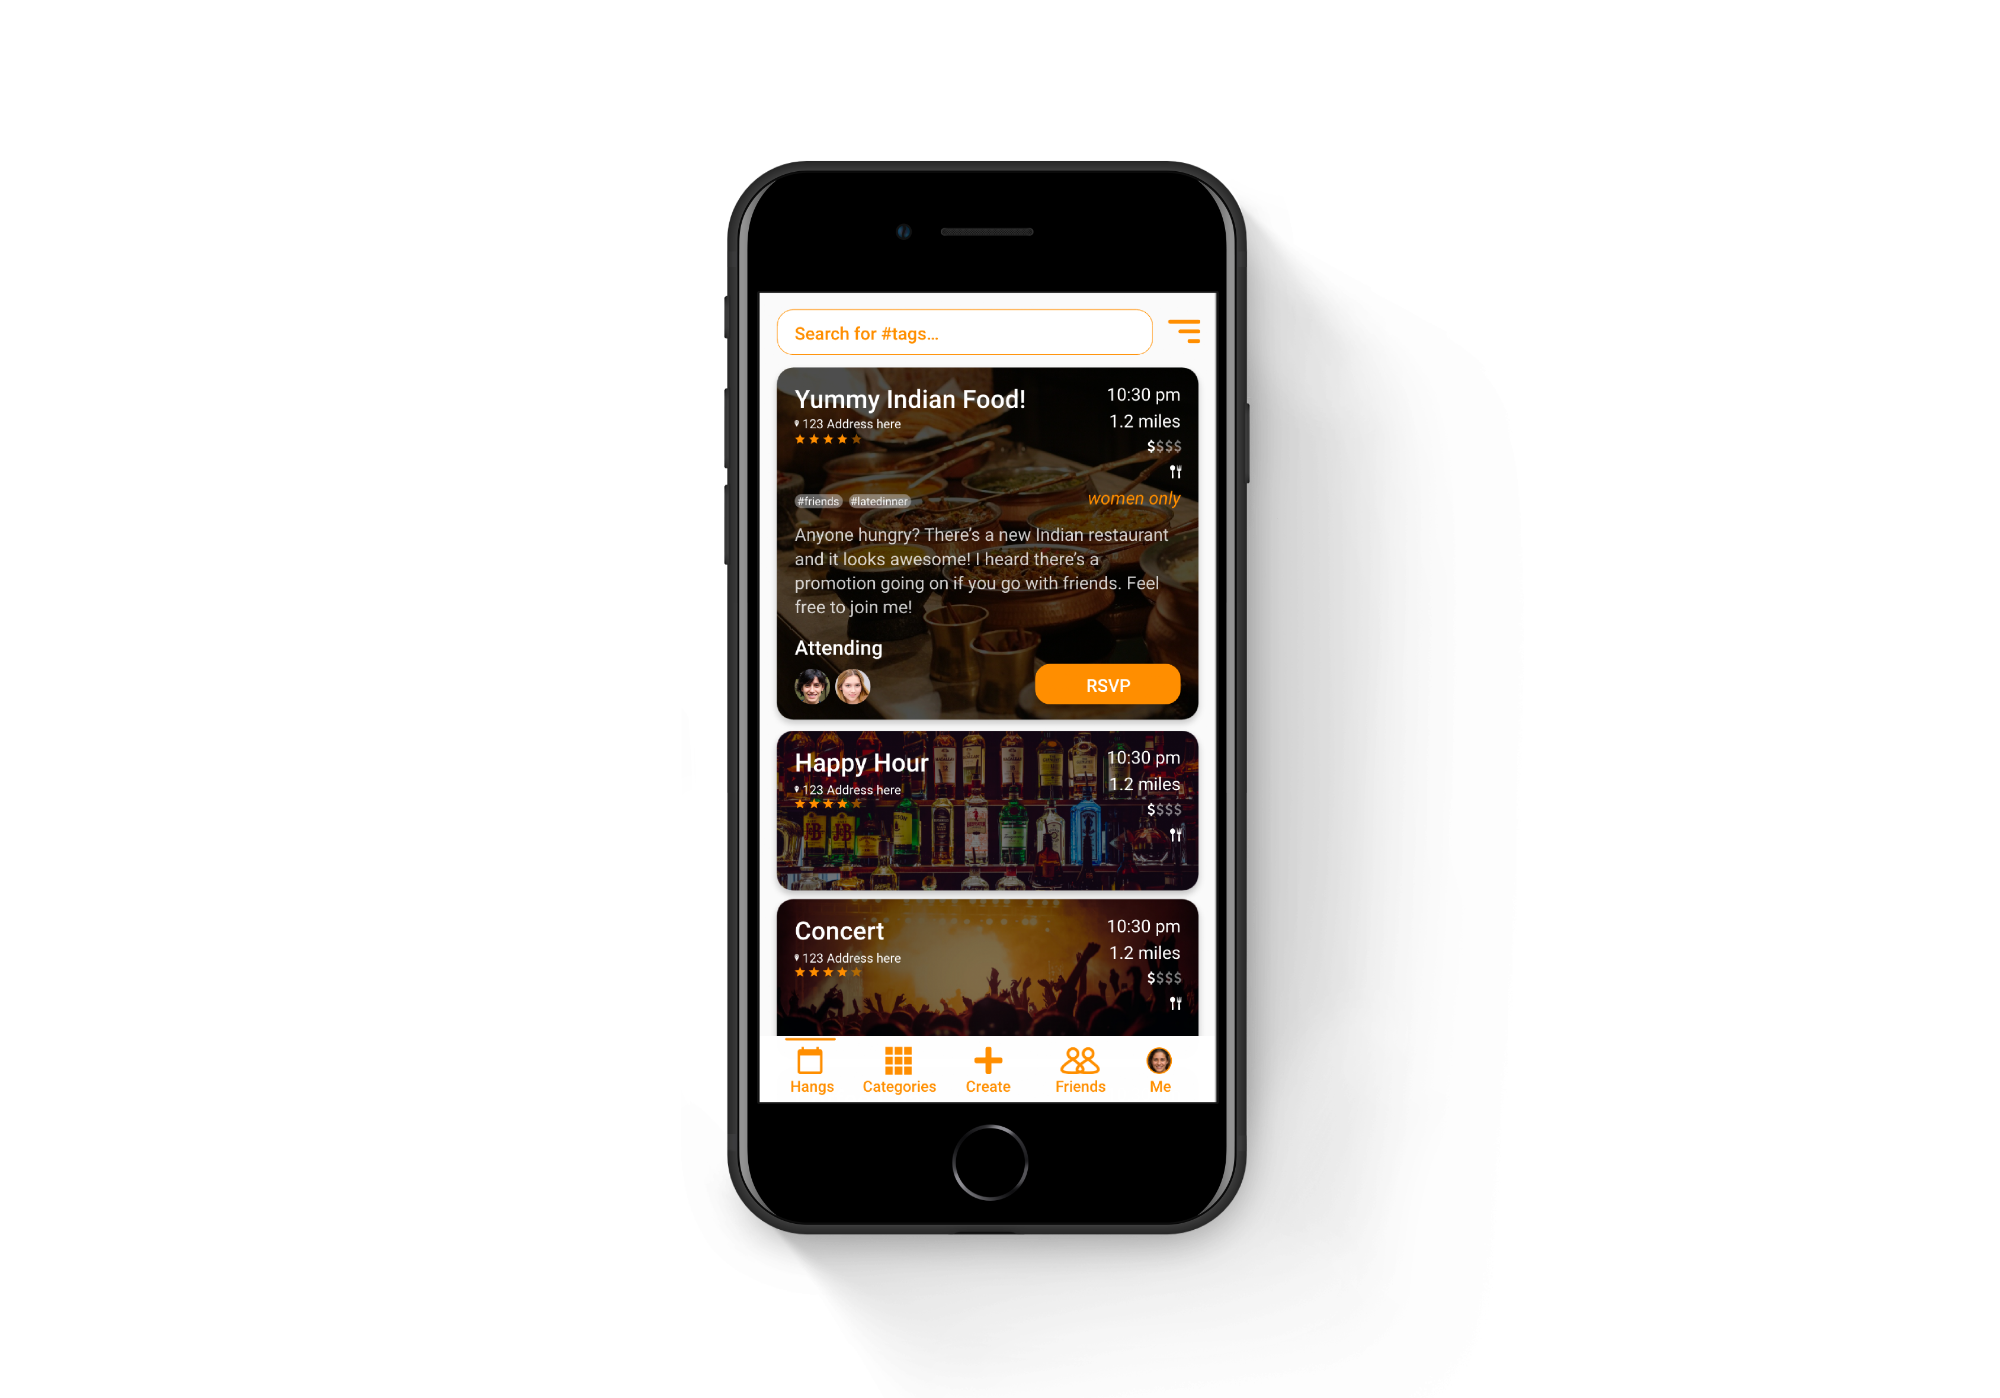 Search for #tags...
Yummy Indian Food!
10:30 pm
123 Address here
1.2 miles
$$$$
#friends #latedinner
women only
Anyone hungry? There's a new Indian restaurant
and it looks awesome! I heard there's a
promotion going on if you go with friends. Feel
free to join me!
Attending
RSVP
Happy Hour
10:30 pm
123 Address here
1.2 miles
$$$$
Concert
10:30 pm
123 Address here
1.2 miles
$$$$
Hangs
Categories
Create
Friends
Me